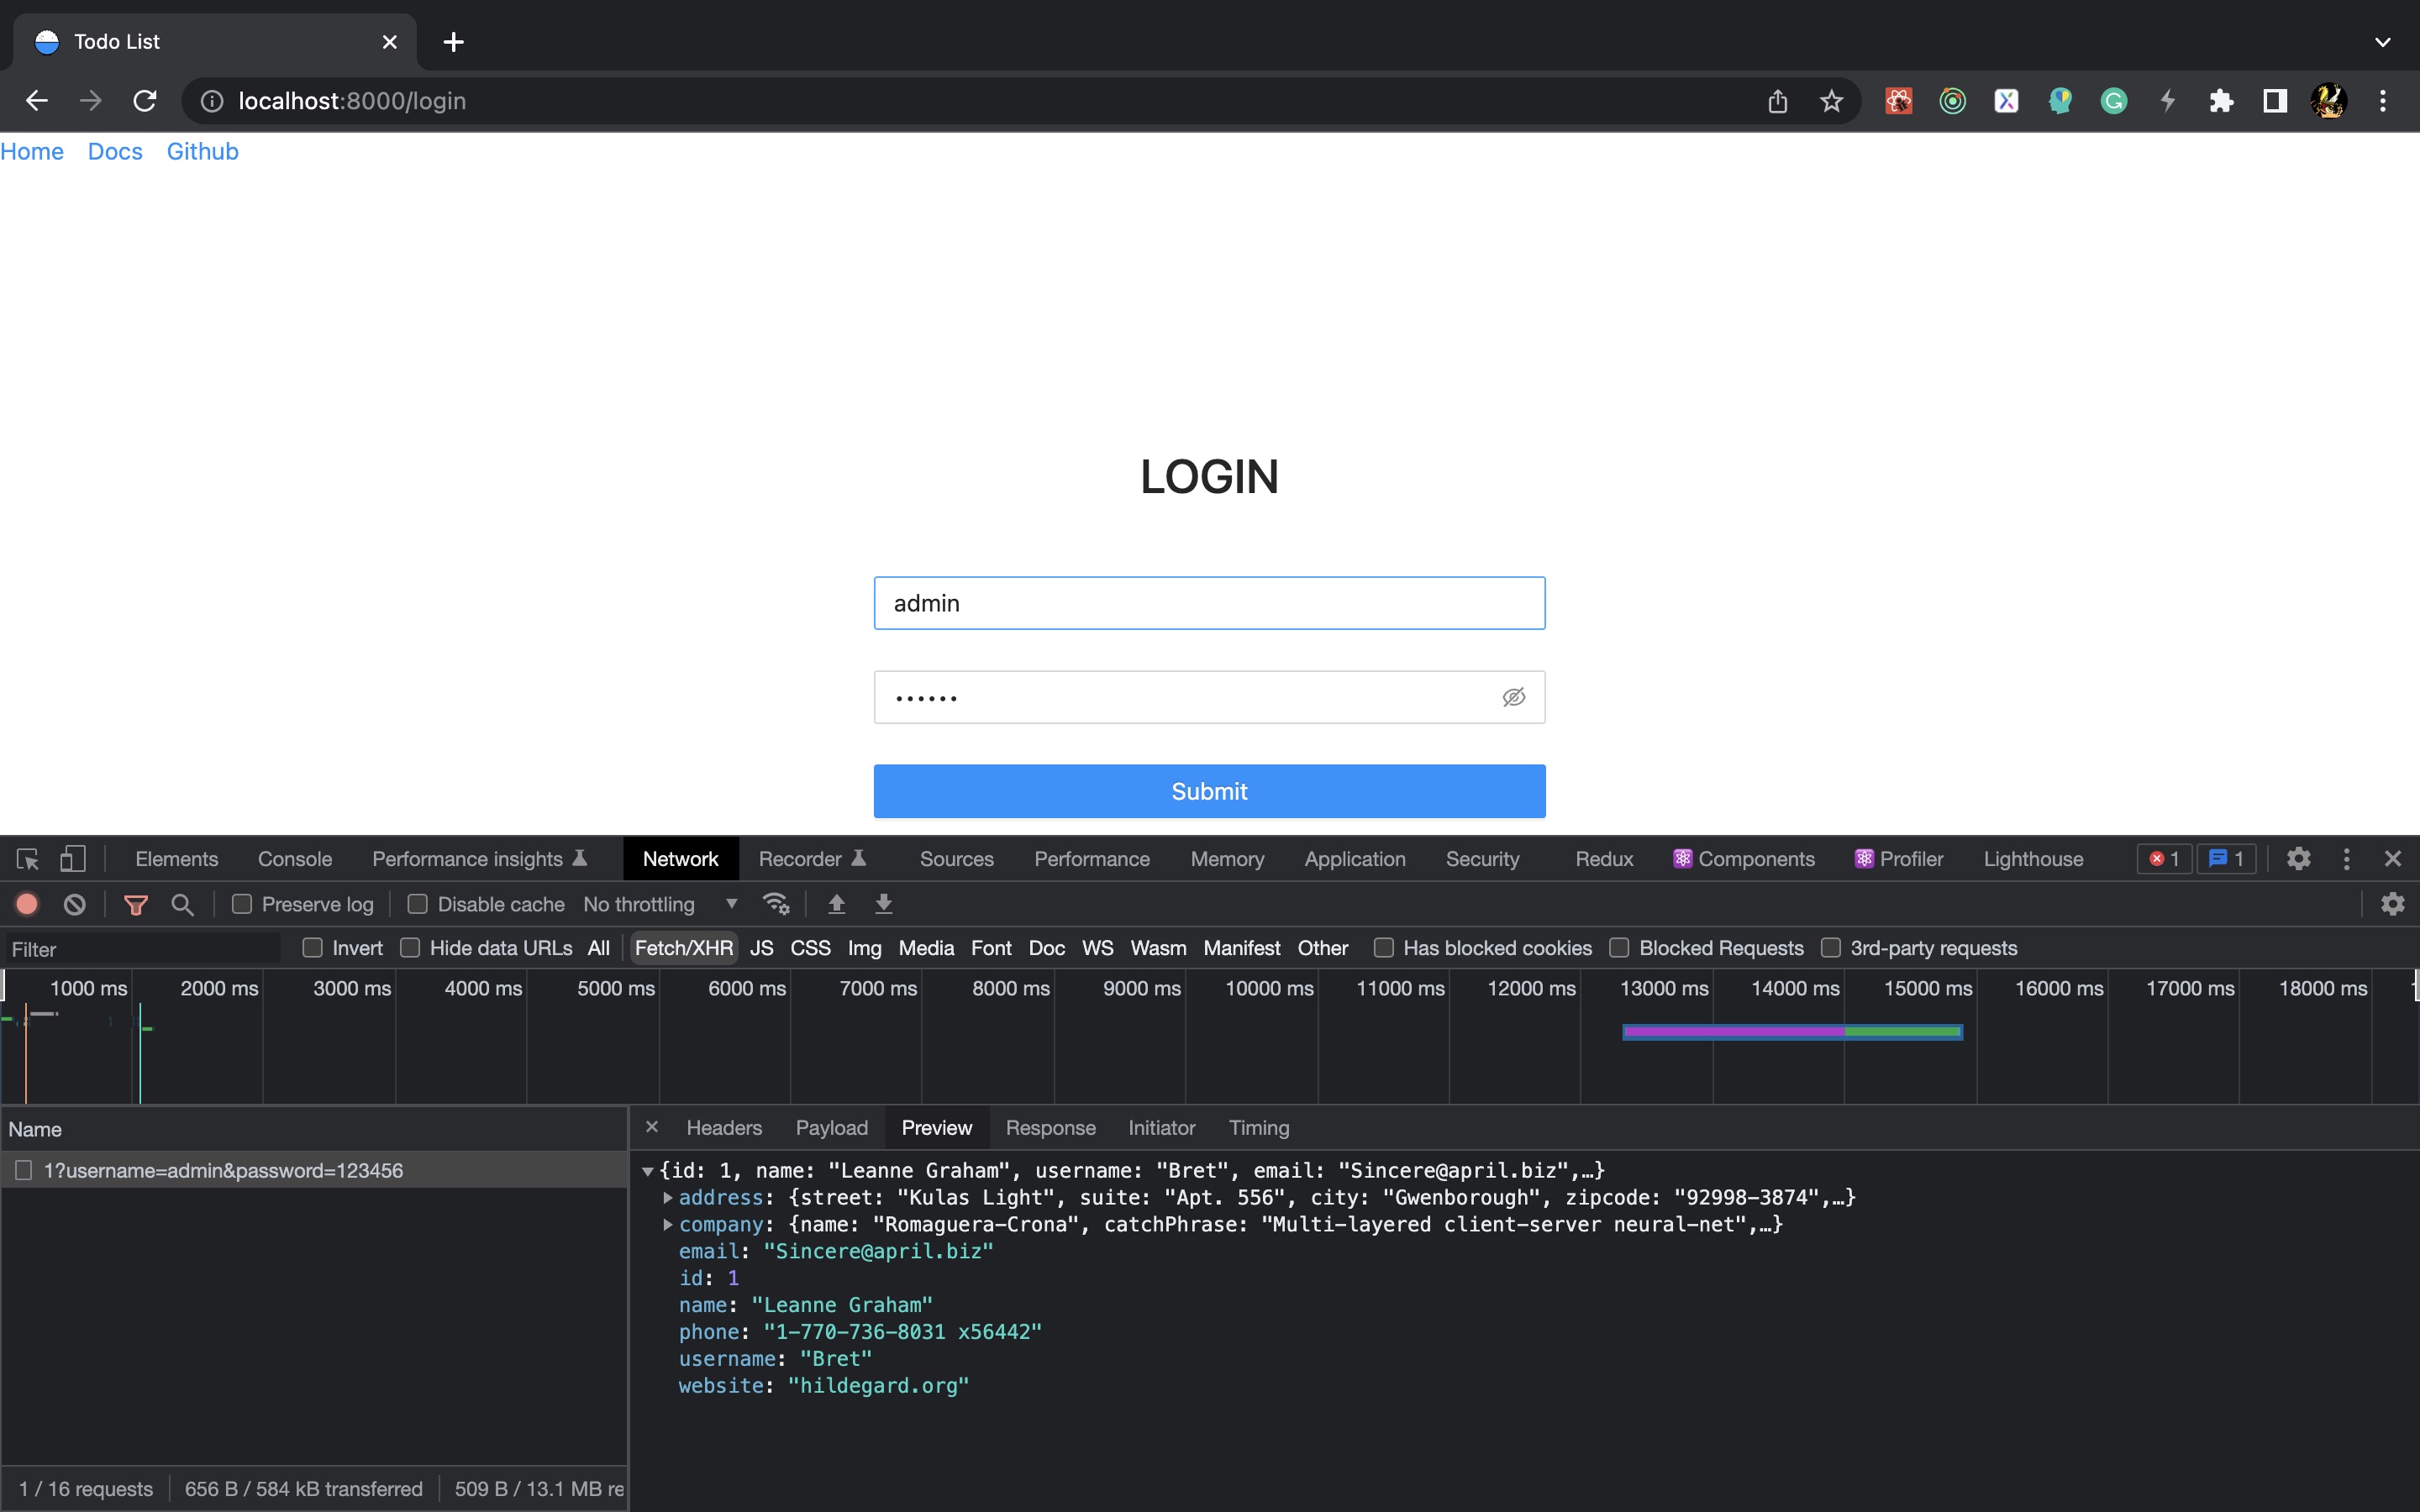 Todo List
localhost:8000/login
Home Docs Github
LOGIN
admin
••••••
Submit
Elements Console Performance insights Network Recorder Sources Performance Memory Application Security Redux Components Profiler Lighthouse 1 1
Preserve log Disable cache No throttling
Filter Invert Hide data URLs All Fetch/XHR JS CSS Img Media Font Doc WS Wasm Manifest Other Has blocked cookies Blocked Requests 3rd-party requests
1000 ms 2000 ms 3000 ms 4000 ms 5000 ms 6000 ms 7000 ms 8000 ms 9000 ms 10000 ms 11000 ms 12000 ms 13000 ms 14000 ms 15000 ms 16000 ms 17000 ms 18000 ms
Name
Headers Payload Preview Response Initiator Timing
1?username=admin&password=123456
{id: 1, name: "Leanne Graham", username: "Bret", email: "Sincere@april.biz",…}
address: {street: "Kulas Light", suite: "Apt. 556", city: "Gwenborough", zipcode: "92998-3874",…}
company: {name: "Romaguera-Crona", catchPhrase: "Multi-layered client-server neural-net",…}
email: "Sincere@april.biz"
id: 1
name: "Leanne Graham"
phone: "1-770-736-8031 x56442"
username: "Bret"
website: "hildegard.org"
1 / 16 requests 656 B / 584 kB transferred 509 B / 13.1 MB re